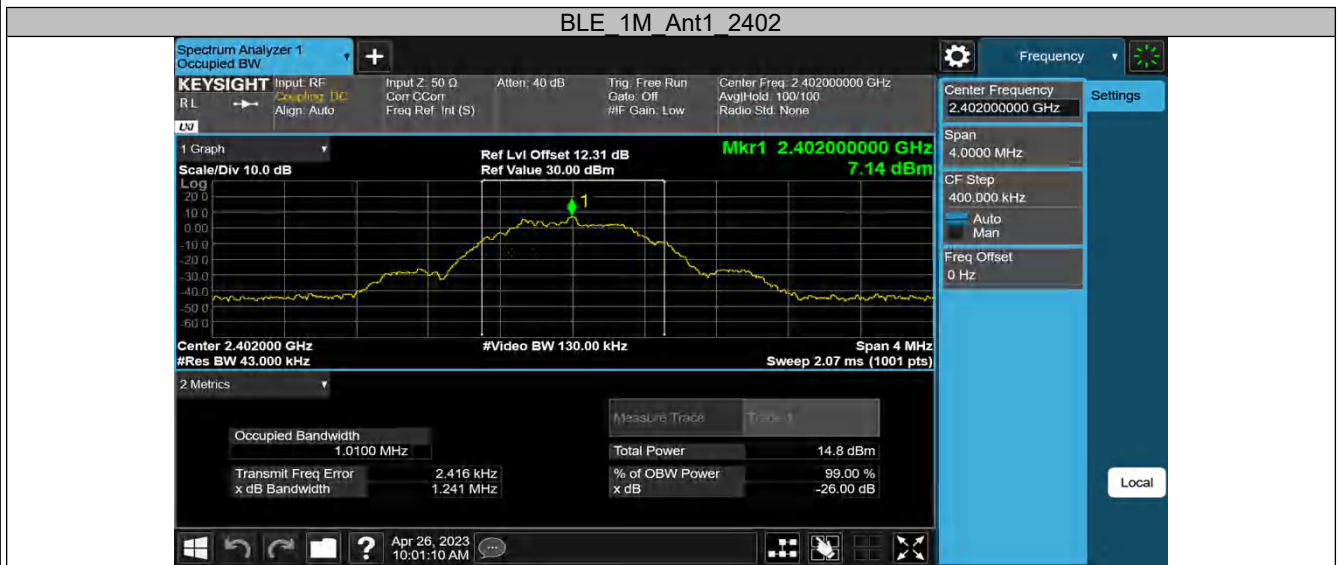 BLE_1M_Ant1_2402
Spectrum Analyzer 1
Occupied BW
+
Frequency
KEYSIGHT
RL
LXI
Input: RF
Coupling: DC
Align: Auto
Input Z: 50 Ω
Corr CCorr
Freq Ref: Int (S)
Atten: 40 dB
Trig: Free Run
Gate: Off
#IF Gain: Low
Center Freq: 2.402000000 GHz
Avg|Hold: 100/100
Radio Std: None
Center Frequency
2.402000000 GHz
Settings
Span
4.0000 MHz
CF Step
400.000 kHz
Auto
Man
Freq Offset
0 Hz
1 Graph
Scale/Div 10.0 dB
Ref Lvl Offset 12.31 dB
Ref Value 30.00 dBm
Mkr1 2.402000000 GHz
7.14 dBm
Log
20.0
10.0
0.00
-10.0
-20.0
-30.0
-40.0
-50.0
-60.0
1
Center 2.402000 GHz
#Res BW 43.000 kHz
#Video BW 130.00 kHz
Span 4 MHz
Sweep 2.07 ms (1001 pts)
2 Metrics
Measure Trace
Trace 1
Occupied Bandwidth
1.0100 MHz
Total Power
14.8 dBm
Transmit Freq Error
2.416 kHz
% of OBW Power
99.00 %
x dB Bandwidth
1.241 MHz
x dB
-26.00 dB
Local
?
Apr 26, 2023
10:01:10 AM